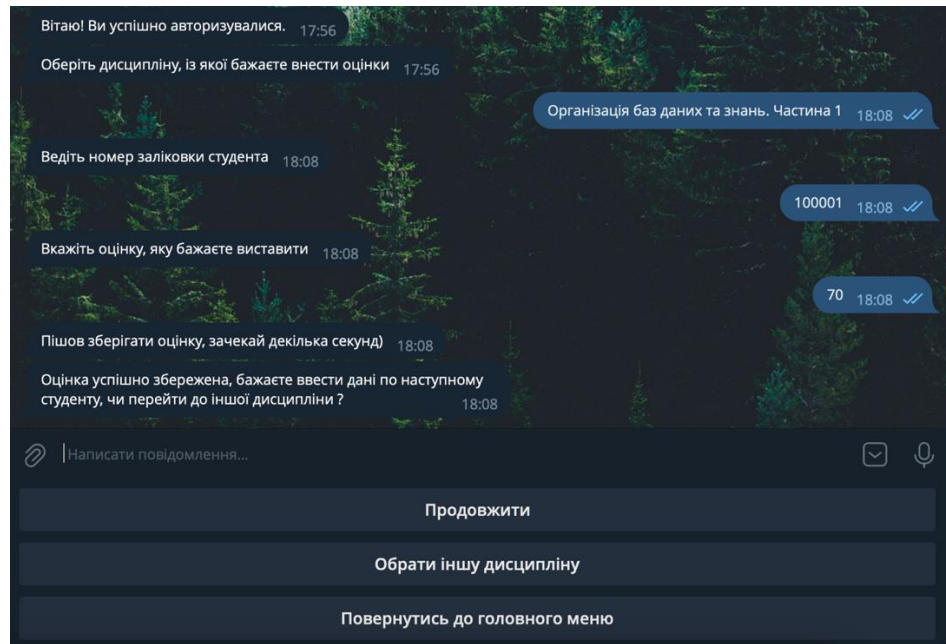 Вітаю! Ви успішно авторизувалися. 17:56
Оберіть дисципліну, із якої бажаєте внести оцінки 17:56
Організація баз даних та знань. Частина 1 18:08
Ведіть номер заліковки студента 18:08
100001 18:08
Вкажіть оцінку, яку бажаєте виставити 18:08
70 18:08
Пішов зберігати оцінку, зачекай декілька секунд) 18:08
Оцінка успішно збережена, бажаєте ввести дані по наступному
студенту, чи перейти до іншої дисципліни ? 18:08
Написати повідомлення...
Продовжити
Обрати іншу дисципліну
Повернутись до головного меню